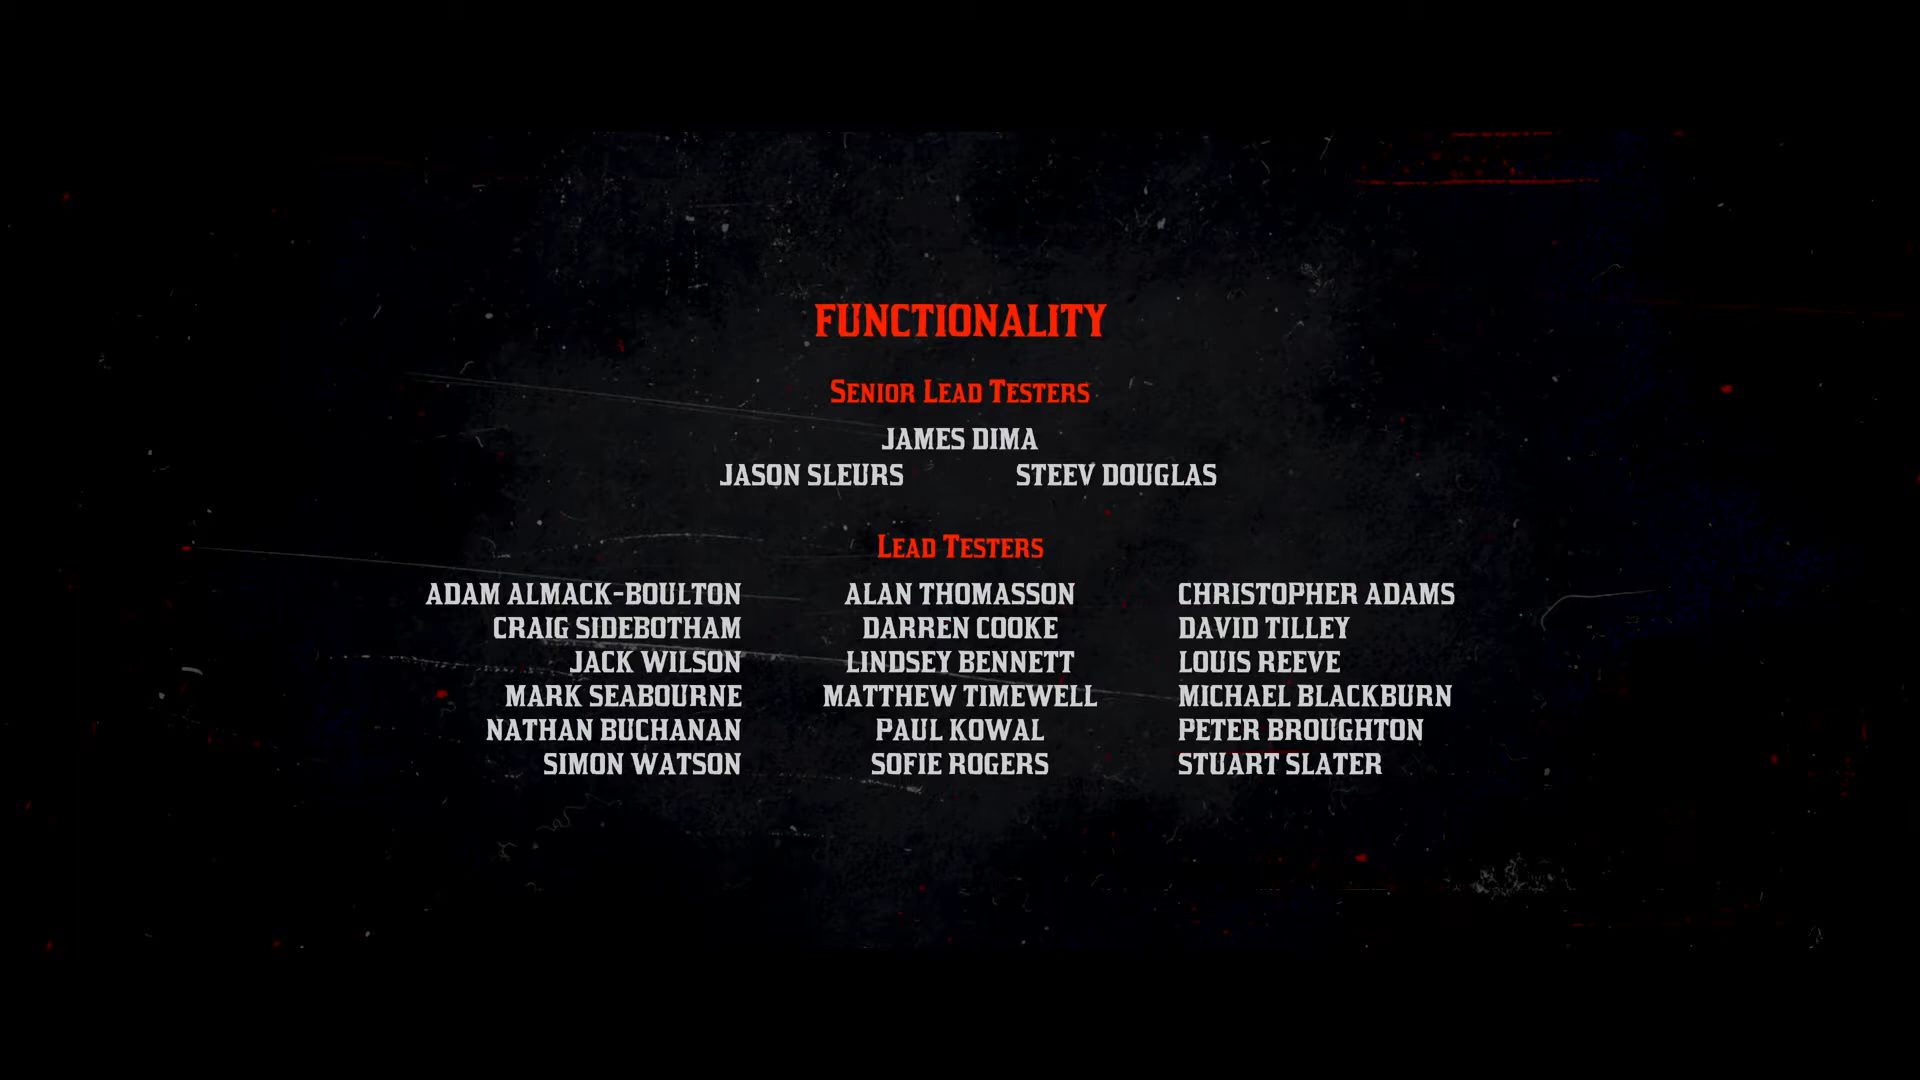 FUNCTIONALITY
SENIOR LEAD TESTERS
JAMES DIMA
JASON SLEURS STEEV DOUGLAS
LEAD TESTERS
ADAM ALMACK-BOULTON ALAN THOMASSON CHRISTOPHER ADAMS
CRAIG SIDEBOTHAM DARREN COOKE DAVID TILLEY
JACK WILSON LINDSEY BENNETT LOUIS REEVE
MARK SEABOURNE MATTHEW TIMEWELL MICHAEL BLACKBURN
NATHAN BUCHANAN PAUL KOWAL PETER BROUGHTON
SIMON WATSON SOFIE ROGERS STUART SLATER